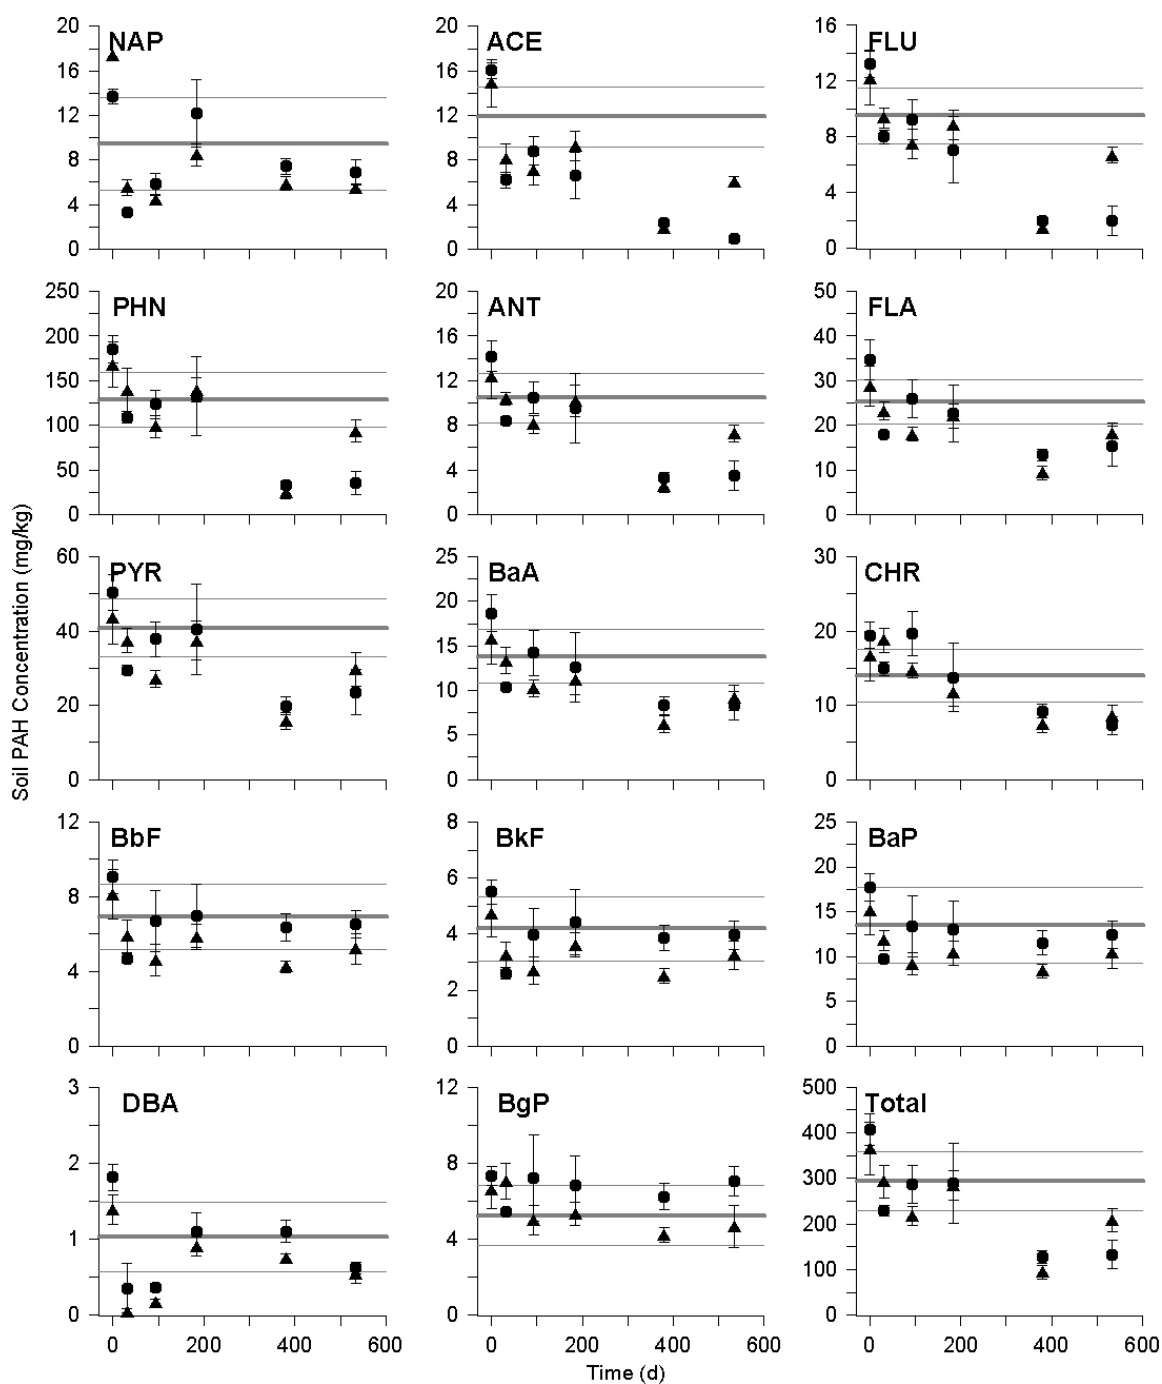 NAP ACE FLU
20 20 16
16 16 12
12 12 8
8 8 4
4 4 0
0 0
PHN ANT FLA
250 20 50
200 16 40
150 12 30
100 8 20
50 4 10
0 0 0
PYR BaA CHR
60 25 30
40 20 20
20 15 10
0 10 0
5
0
BbF BkF BaP
12 8 25
8 6 20
4 4 15
0 2 10
0 5
0
DBA BgP Total
3 12 500
2 8 400
1 4 300
0 200
100
0
0 200 400 600 0 200 400 600 0 200 400 600
Time (d)
Soil PAH Concentration (mg/kg)